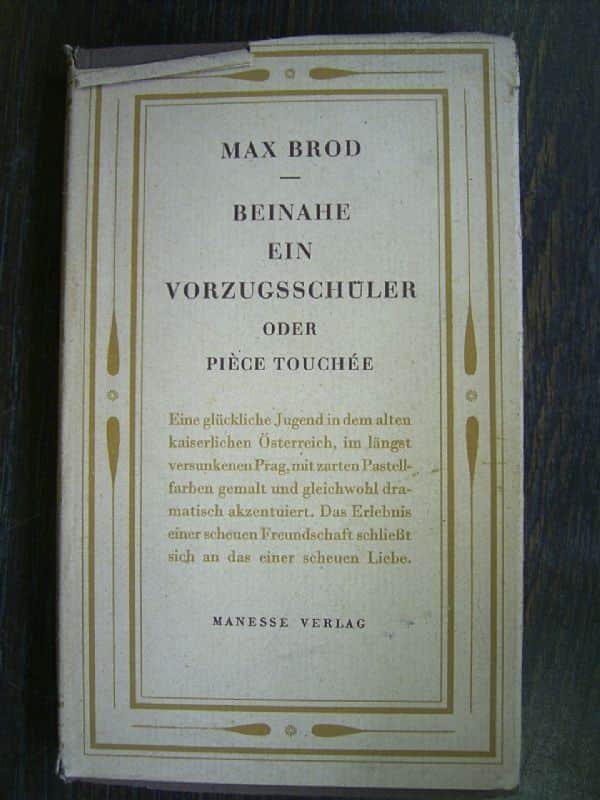 MAX BROD
—
BEINAHE
EIN
VORZUGSSCHÜLER
ODER
PIÈCE TOUCHÉE
Eine glückliche Jugend in dem alten
kaiserlichen Österreich, im längst
versunkenen Prag, mit zarten Pastell-
farben gemalt und gleichwohl dra-
matisch akzentuiert. Das Erlebnis
einer scheuen Freundschaft schließt
sich an das einer scheuen Liebe.
MANESSE VERLAG